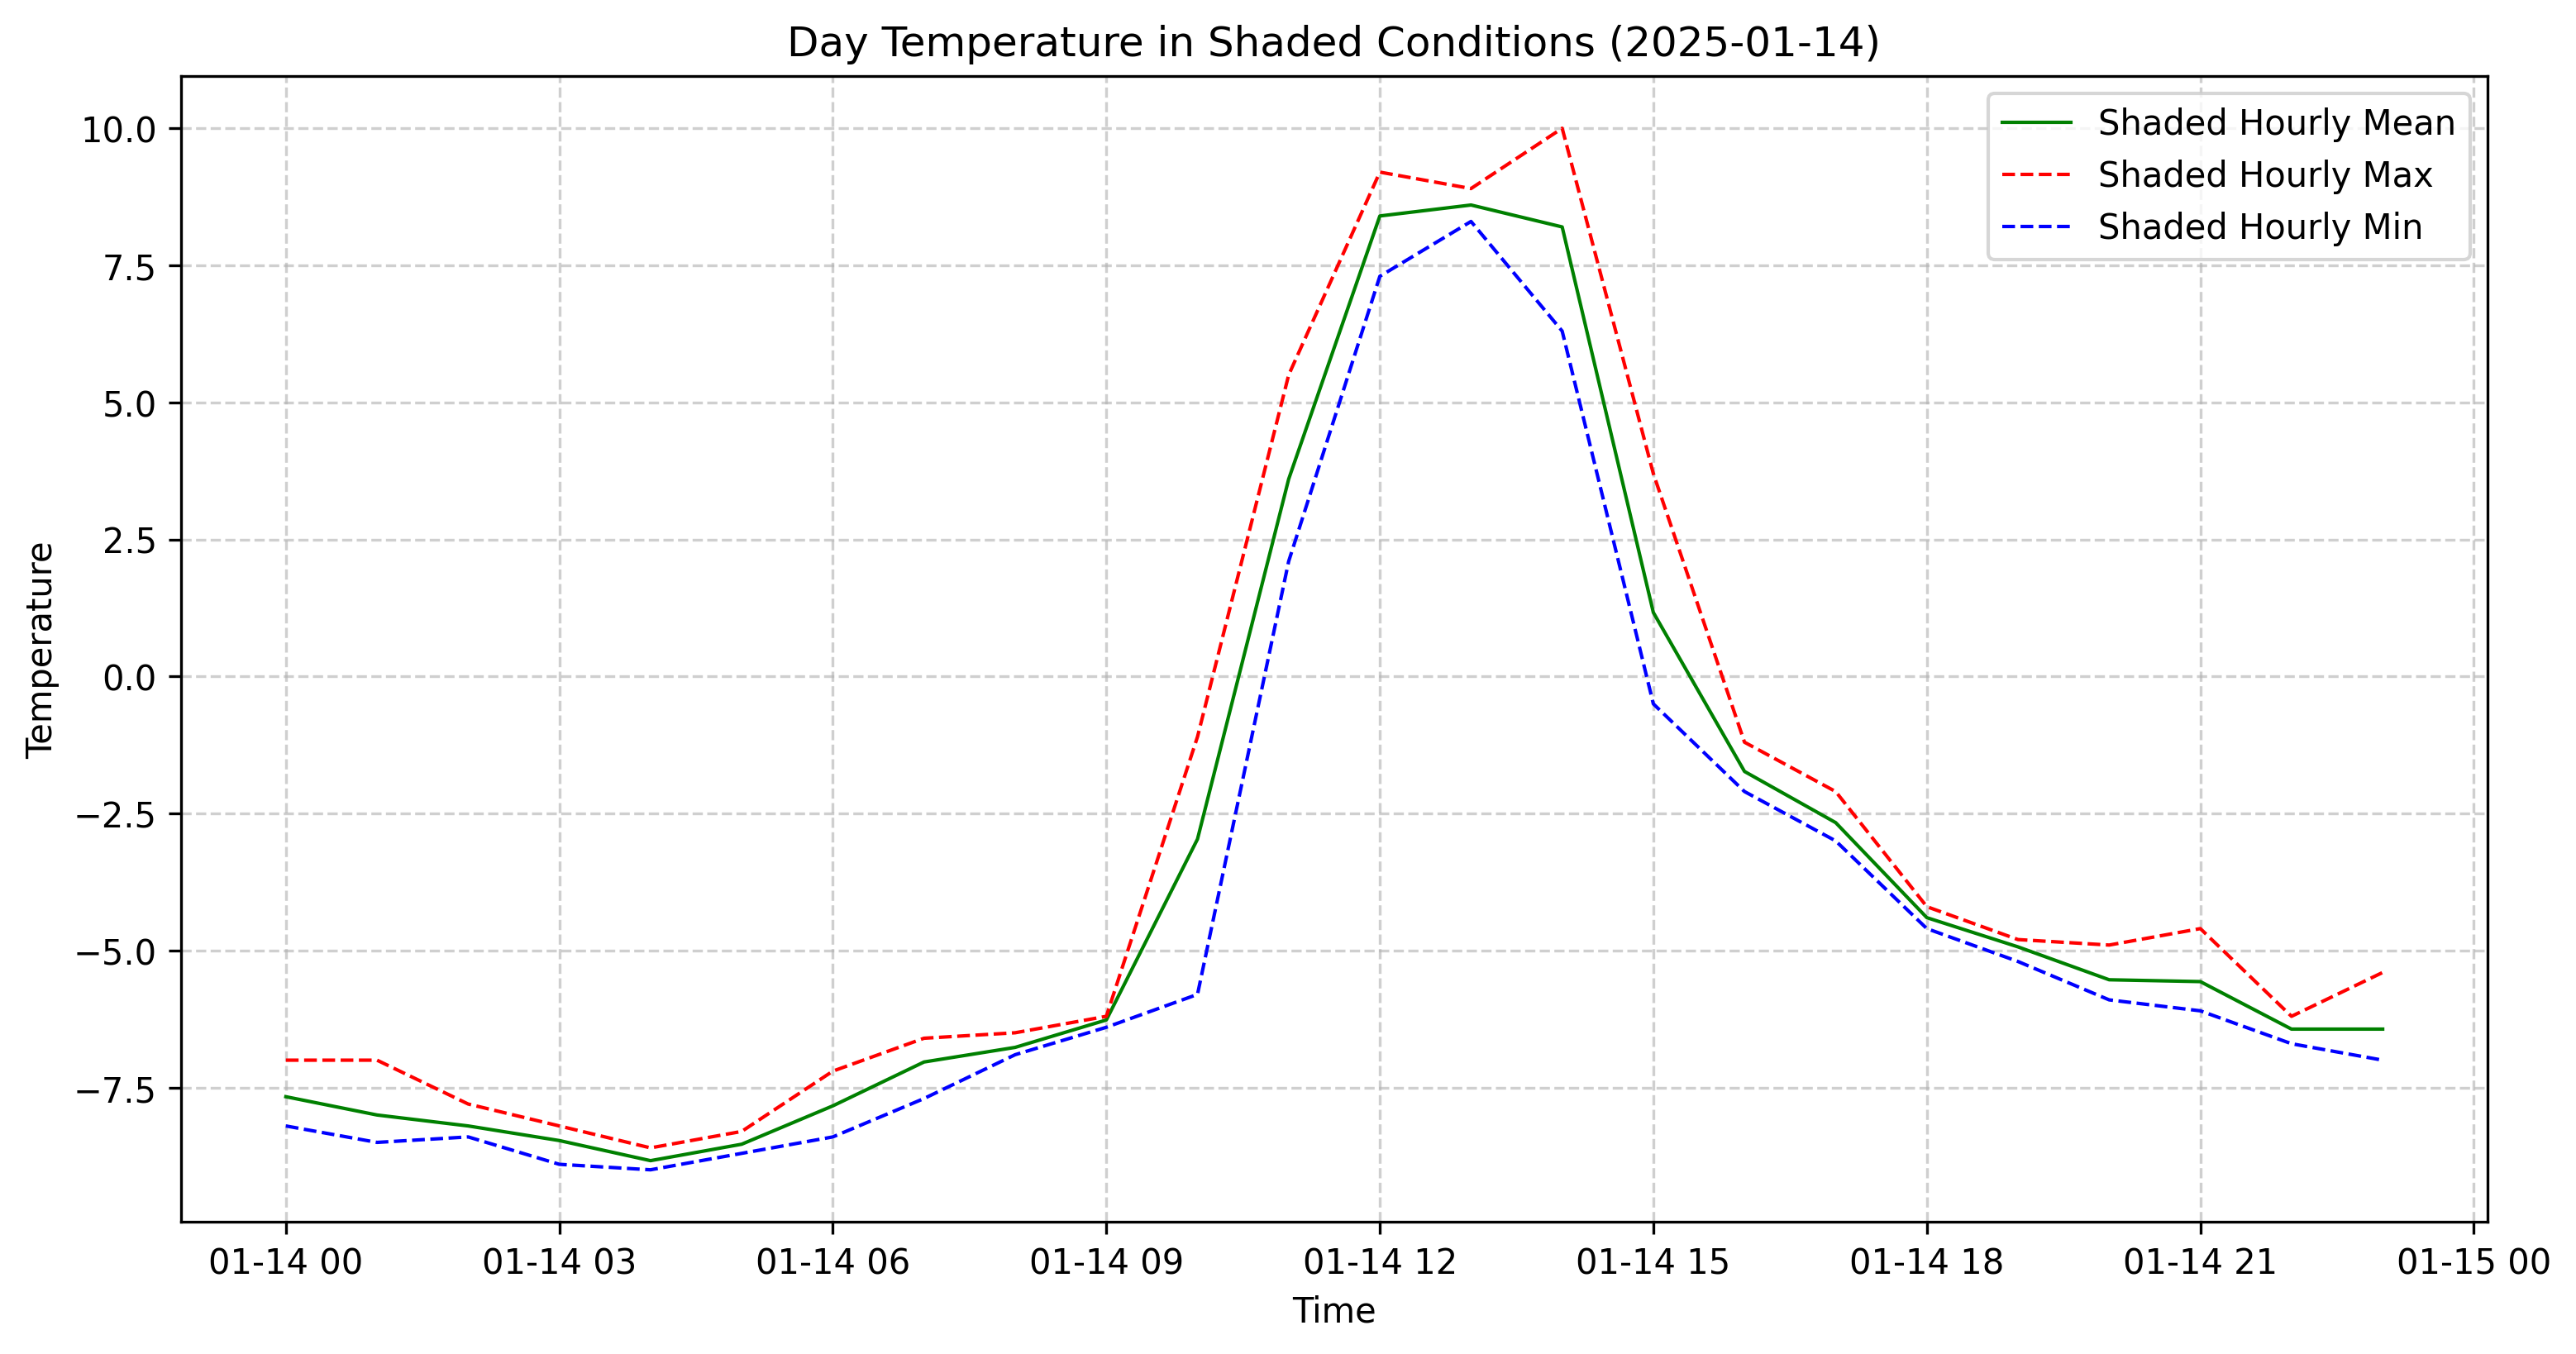 Day Temperature in Shaded Conditions (2025-01-14)
Shaded Hourly Mean
Shaded Hourly Max
Shaded Hourly Min
10.0
7.5
5.0
2.5
0.0
−2.5
−5.0
−7.5
Temperature
01-14 00 01-14 03 01-14 06 01-14 09 01-14 12 01-14 15 01-14 18 01-14 21 01-15 00
Time